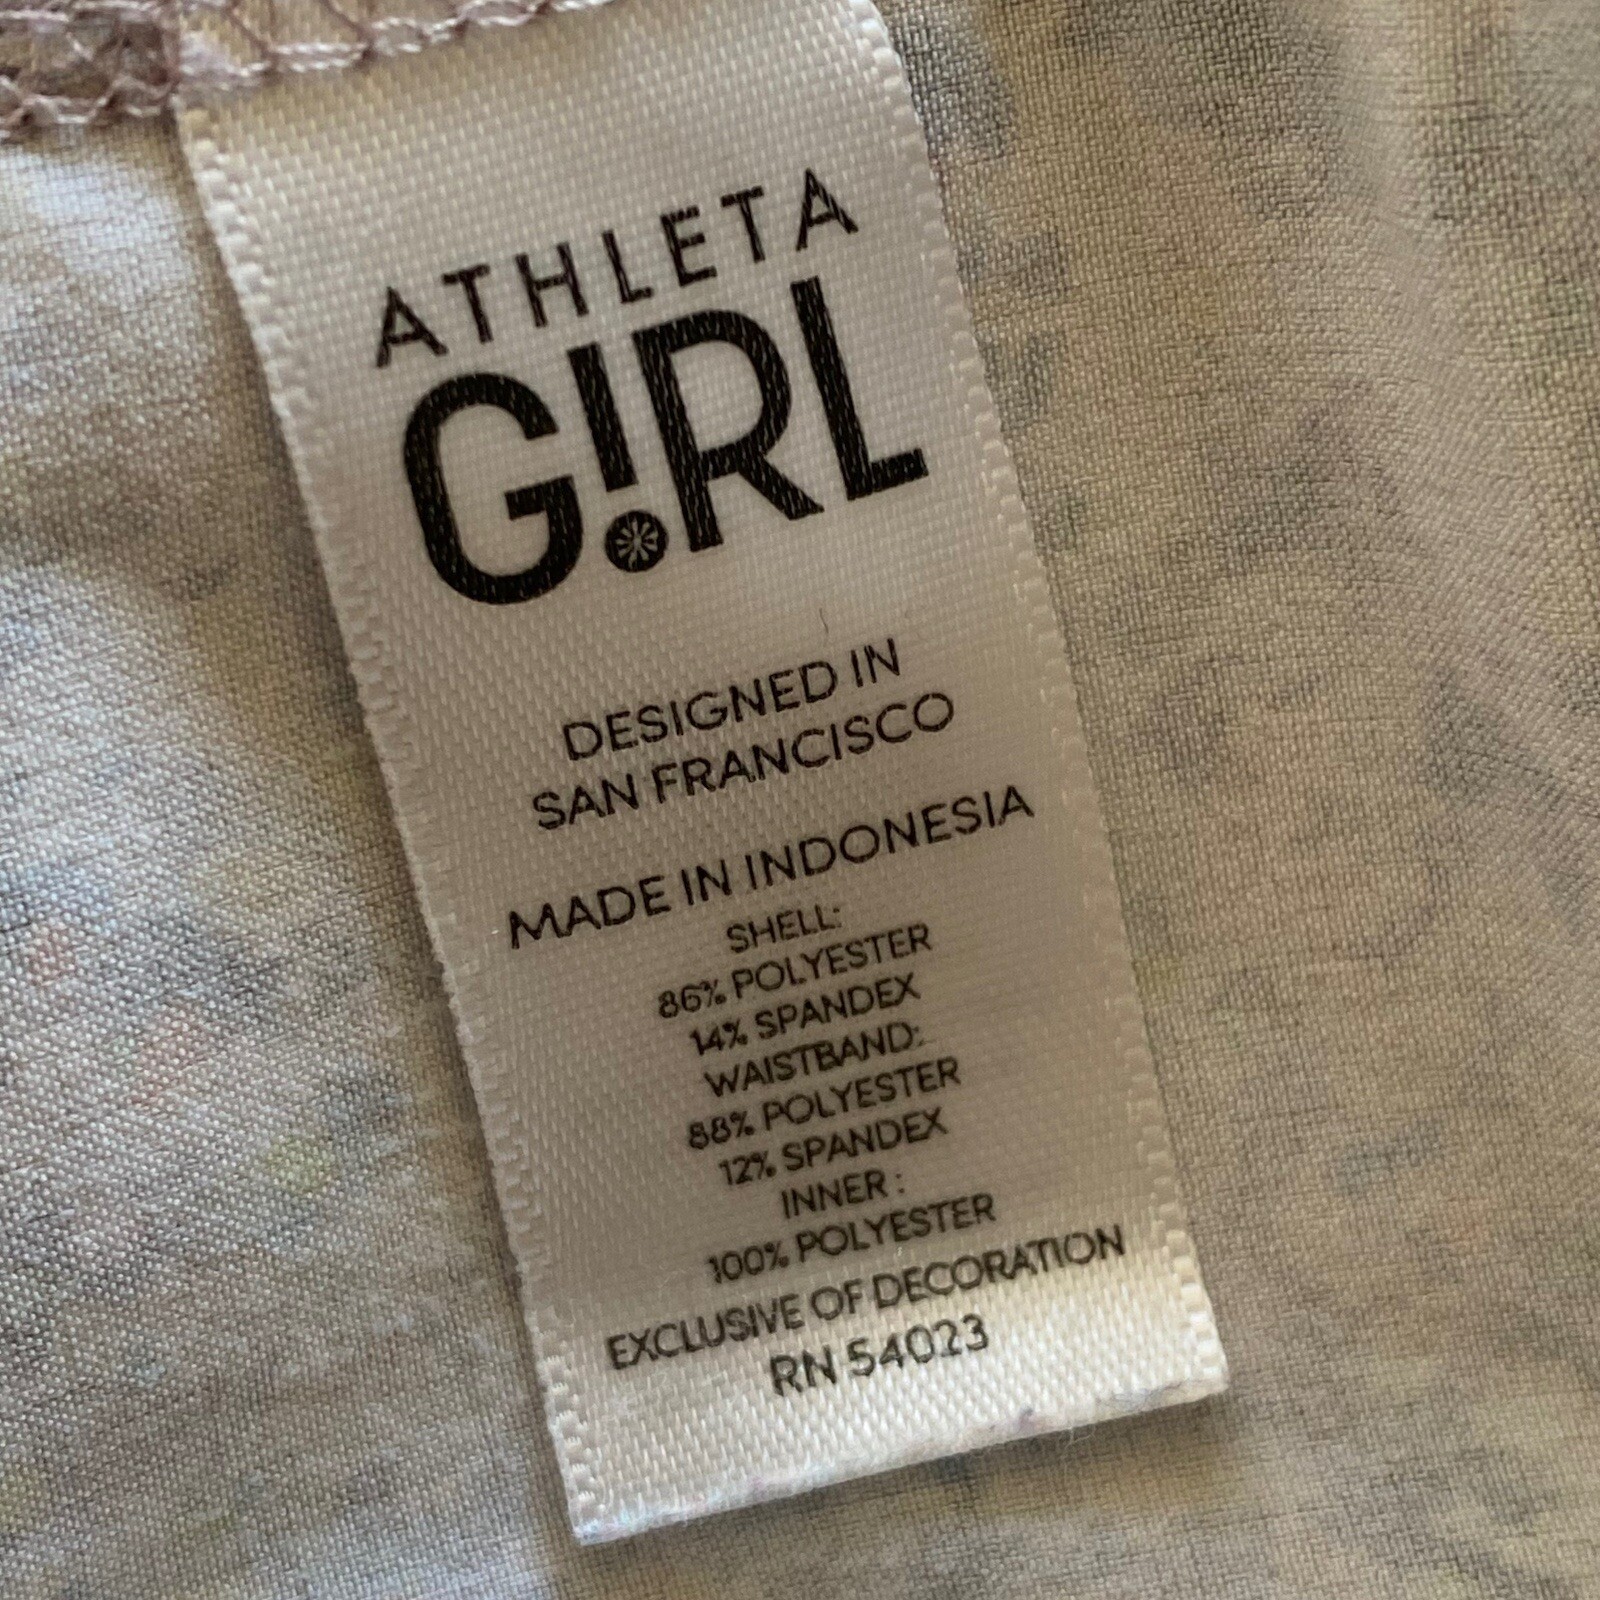 ATHLETA
G!RL
DESIGNED IN
SAN FRANCISCO
MADE IN INDONESIA
SHELL:
86% POLYESTER
14% SPANDEX
WAISTBAND:
88% POLYESTER
12% SPANDEX
INNER :
100% POLYESTER
EXCLUSIVE OF DECORATION
RN 54023